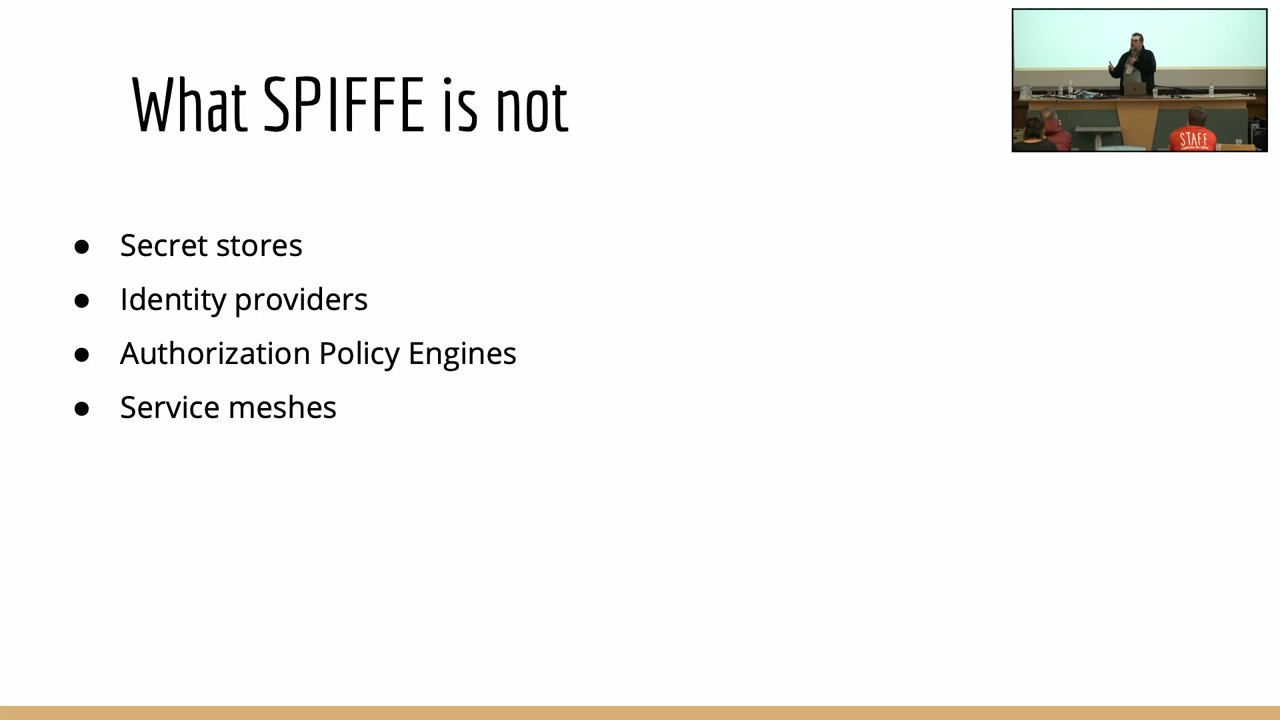 What SPIFFE is not
● Secret stores
● Identity providers
● Authorization Policy Engines
● Service meshes
STAFF